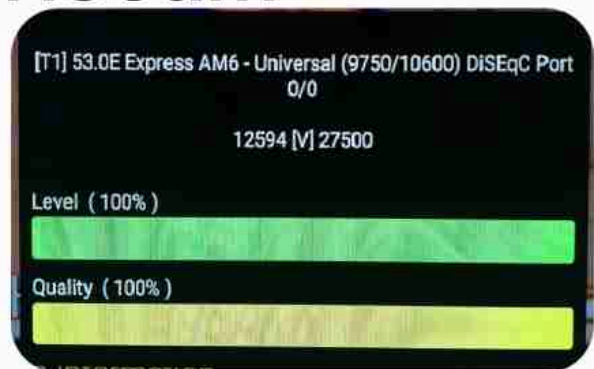 [T1] 53.0E Express AM6 - Universal (9750/10600) DiSEqC Port
0/0
12594 [V] 27500
Level ( 100% )
Quality ( 100% )